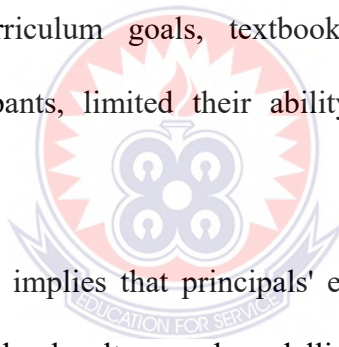 rriculum goals, textbook
pants, limited their ability
implies that principals' e
EDUCATION FOR SERVICE